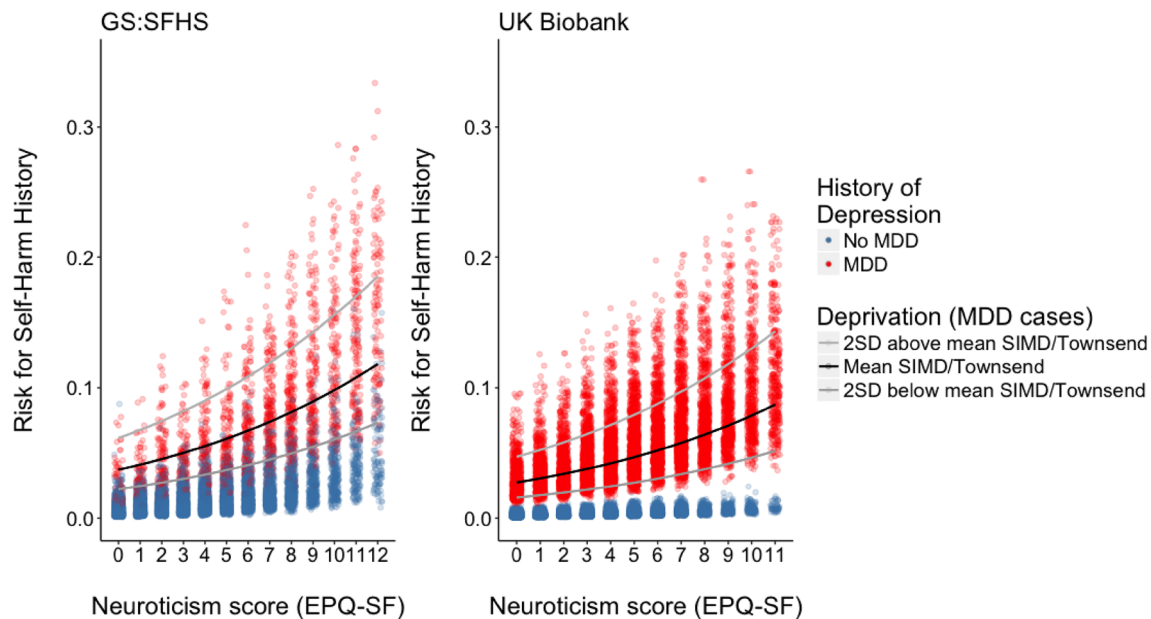 GS:SFHS
Risk for Self-Harm History
0.3
0.2
0.1
0.0
0 1 2 3 4 5 6 7 8 9 10 11 12
Neuroticism score (EPQ-SF)
UK Biobank
Risk for Self-Harm History
0.3
0.2
0.1
0.0
0 1 2 3 4 5 6 7 8 9 10 11
Neuroticism score (EPQ-SF)
History of
Depression
No MDD
MDD
Deprivation (MDD cases)
2SD above mean SIMD/Townsend
Mean SIMD/Townsend
2SD below mean SIMD/Townsend